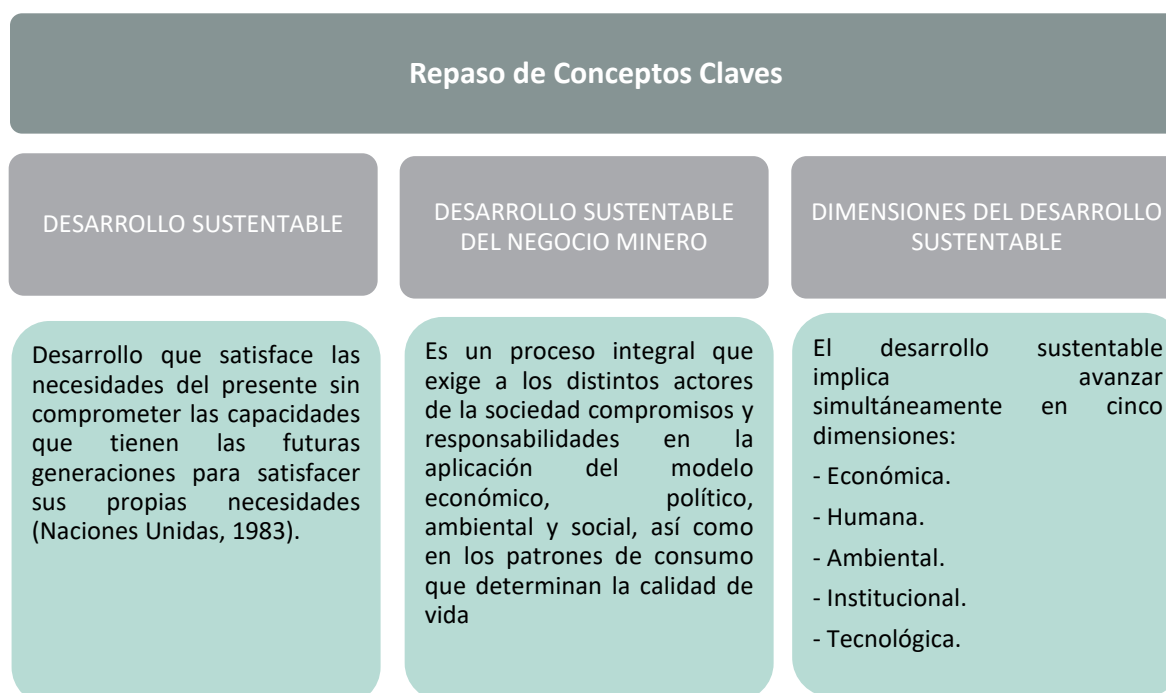 Repaso de Conceptos Claves
DESARROLLO SUSTENTABLE
Desarrollo que satisface las
necesidades del presente sin
comprometer las capacidades
que tienen las futuras
generaciones para satisfacer
sus propias necesidades
(Naciones Unidas, 1983).
DESARROLLO SUSTENTABLE
DEL NEGOCIO MINERO
Es un proceso integral que
exige a los distintos actores
de la sociedad compromisos y
responsabilidades en la
aplicación del modelo
económico, político,
ambiental y social, así como
en los patrones de consumo
que determinan la calidad de
vida
DIMENSIONES DEL DESARROLLO
SUSTENTABLE
El desarrollo sustentable
implica avanzar
simultáneamente en cinco
dimensiones:
- Económica.
- Humana.
- Ambiental.
- Institucional.
- Tecnológica.